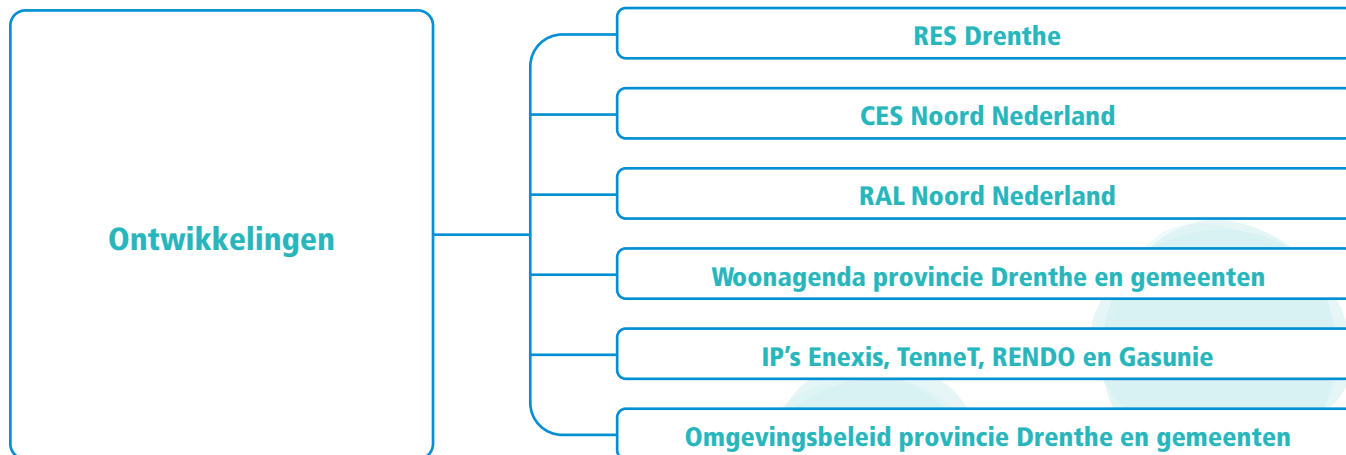 RES Drenthe
CES Noord Nederland
RAL Noord Nederland
Ontwikkelingen
Woonagenda provincie Drenthe en gemeenten
IP's Enexis, TenneT, RENDO en Gasunie
Omgevingsbeleid provincie Drenthe en gemeenten